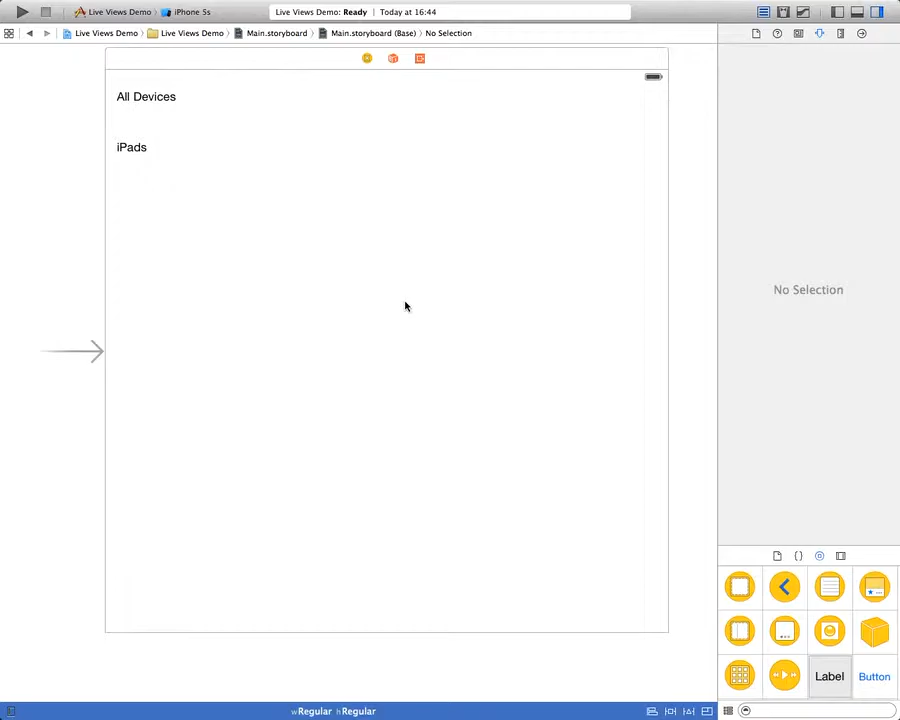 Live Views Demo 〉 iPhone 5s
Live Views Demo: Ready | Today at 16:44
Live Views Demo 〉 Live Views Demo 〉 Main.storyboard 〉 Main.storyboard (Base) 〉 No Selection
All Devices
iPads
No Selection
Label
Button
wRegular hRegular